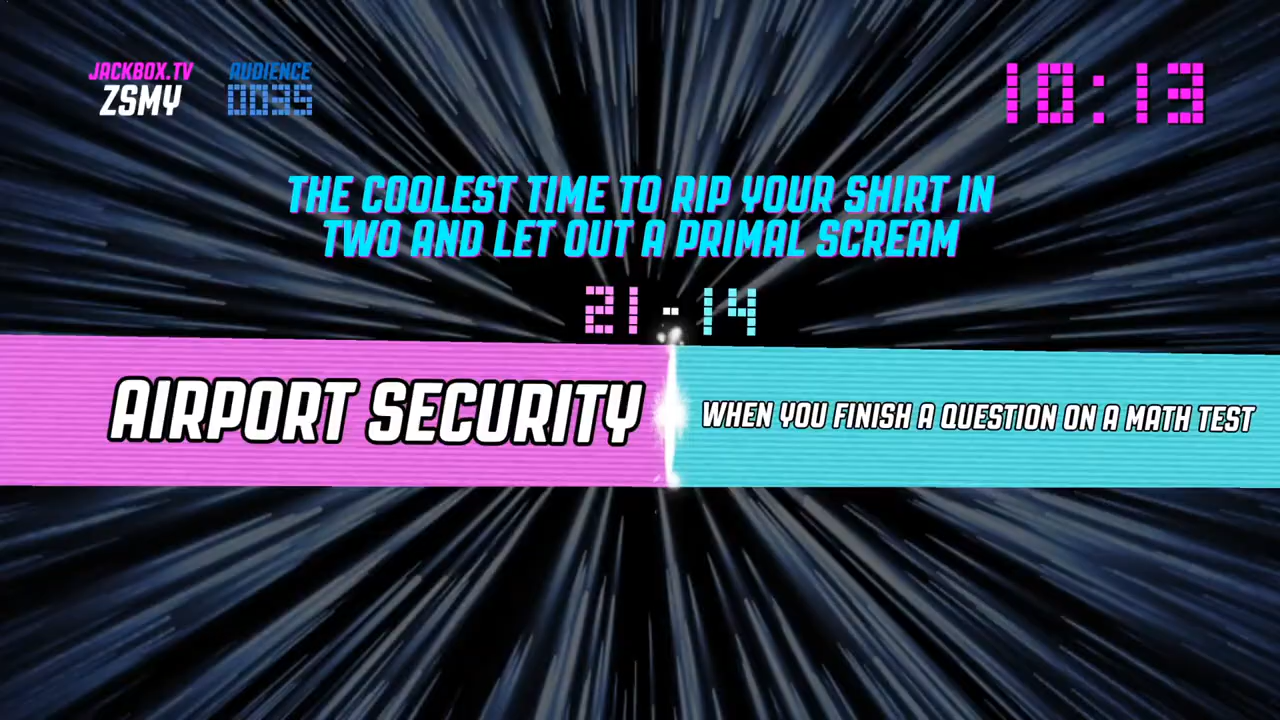 JACKBOX.TV AUDIENCE
ZSMY 0035
10:13
THE COOLEST TIME TO RIP YOUR SHIRT IN
TWO AND LET OUT A PRIMAL SCREAM
21 - 14
AIRPORT SECURITY
WHEN YOU FINISH A QUESTION ON A MATH TEST